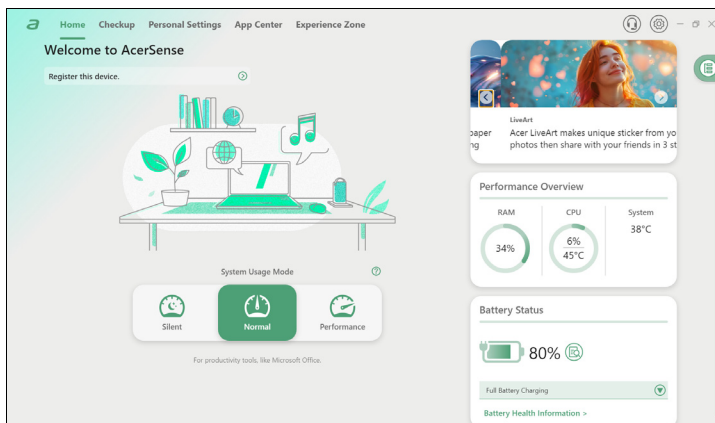 Home Checkup Personal Settings App Center Experience Zone
Welcome to AcerSense
Register this device.
System Usage Mode
Silent
Normal
Performance
For productivity tools, like Microsoft Office.
LiveArt
paper
ng
Acer LiveArt makes unique sticker from yo
photos then share with your friends in 3 st
Performance Overview
RAM
CPU
System
34%
6%
45°C
38°C
Battery Status
80%
Full Battery Charging
Battery Health Information >